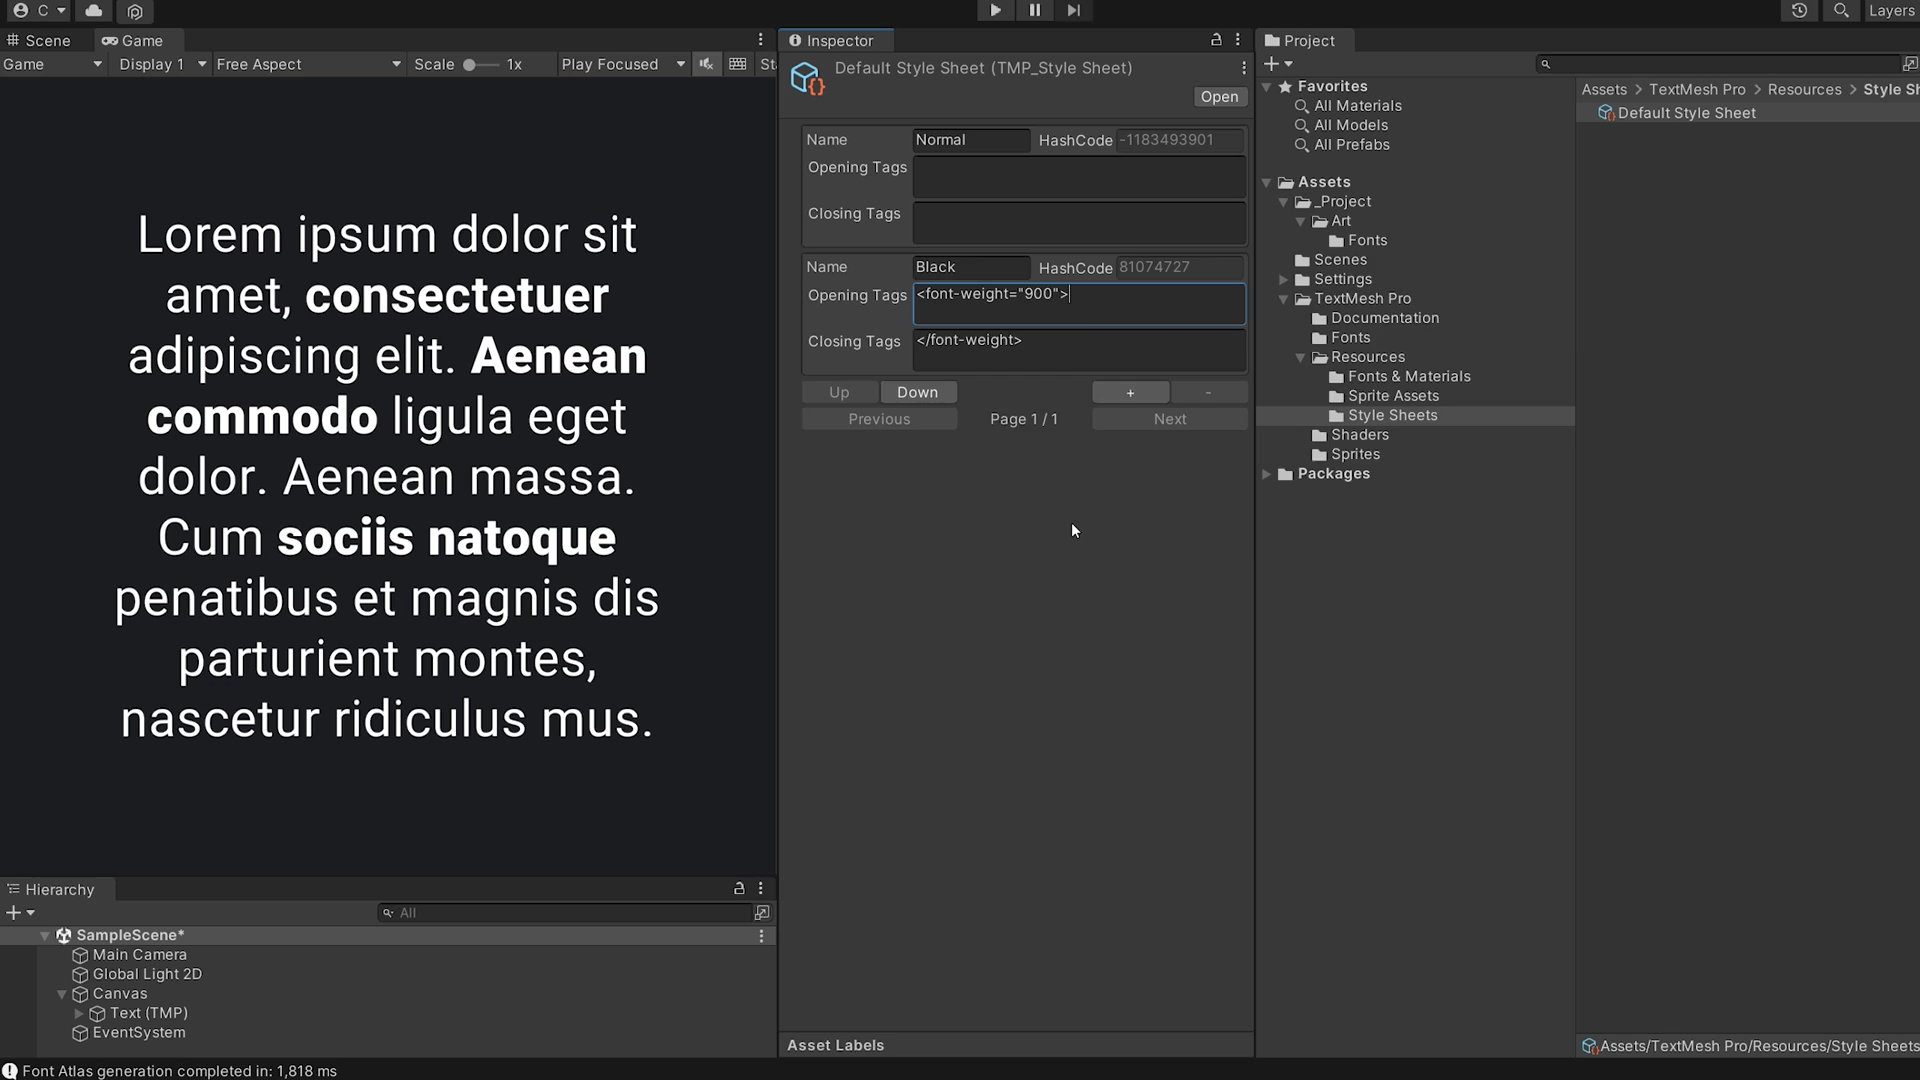 C
Layers
Scene
Game
Game
Display 1
Free Aspect
Scale
1x
Play Focused
St
Lorem ipsum dolor sit
amet, consectetuer
adipiscing elit. Aenean
commodo ligula eget
dolor. Aenean massa.
Cum sociis natoque
penatibus et magnis dis
parturient montes,
nascetur ridiculus mus.
Hierarchy
All
SampleScene*
Main Camera
Global Light 2D
Canvas
Text (TMP)
EventSystem
Font Atlas generation completed in: 1,818 ms
Inspector
Default Style Sheet (TMP_Style Sheet)
Open
Name Normal HashCode -1183493901
Opening Tags
Closing Tags
Name Black HashCode 81074727
Opening Tags <font-weight="900">
Closing Tags </font-weight>
Up Down + -
Previous Page 1 / 1 Next
Asset Labels
Project
Favorites
All Materials
All Models
All Prefabs
Assets
_Project
Art
Fonts
Scenes
Settings
TextMesh Pro
Documentation
Fonts
Resources
Fonts & Materials
Sprite Assets
Style Sheets
Shaders
Sprites
Packages
Assets > TextMesh Pro > Resources > Style Sh
Default Style Sheet
Assets/TextMesh Pro/Resources/Style Sheets